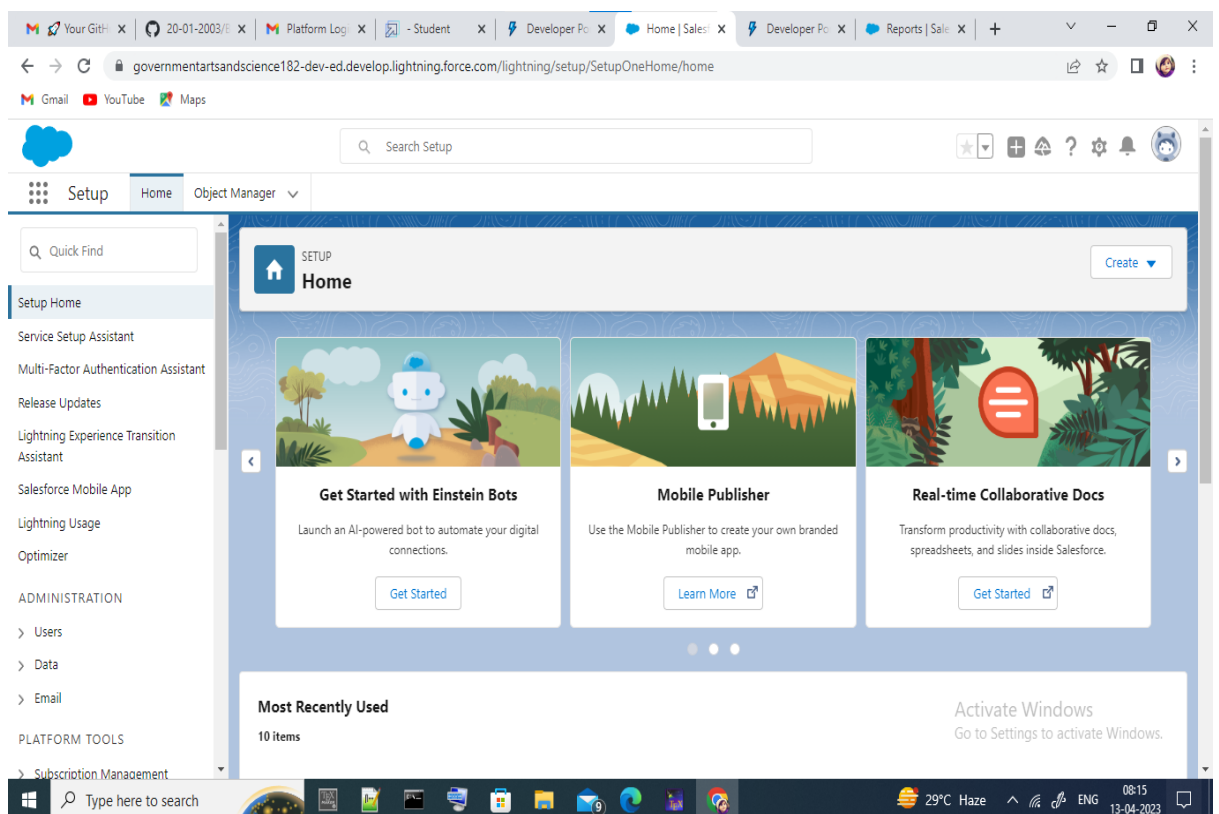 Your GitH
20-01-2003/E
Platform Log
- Student
Developer Po
Home | Sales
Developer Po
Reports | Sale
governmentartsandscience182-dev-ed.develop.lightning.force.com/lightning/setup/SetupOneHome/home
Gmail YouTube Maps
Search Setup
Setup Home Object Manager
Quick Find
SETUP
Home
Create
Setup Home
Service Setup Assistant
Multi-Factor Authentication Assistant
Release Updates
Lightning Experience Transition
Assistant
Salesforce Mobile App
Lightning Usage
Optimizer
ADMINISTRATION
Users
Data
Email
PLATFORM TOOLS
Subscription Management
Get Started with Einstein Bots
Launch an AI-powered bot to automate your digital
connections.
Get Started
Mobile Publisher
Use the Mobile Publisher to create your own branded
mobile app.
Learn More
Real-time Collaborative Docs
Transform productivity with collaborative docs,
spreadsheets, and slides inside Salesforce.
Get Started
Most Recently Used
10 items
Activate Windows
Go to Settings to activate Windows.
Type here to search
9
29°C Haze
ENG
08:15
13-04-2023